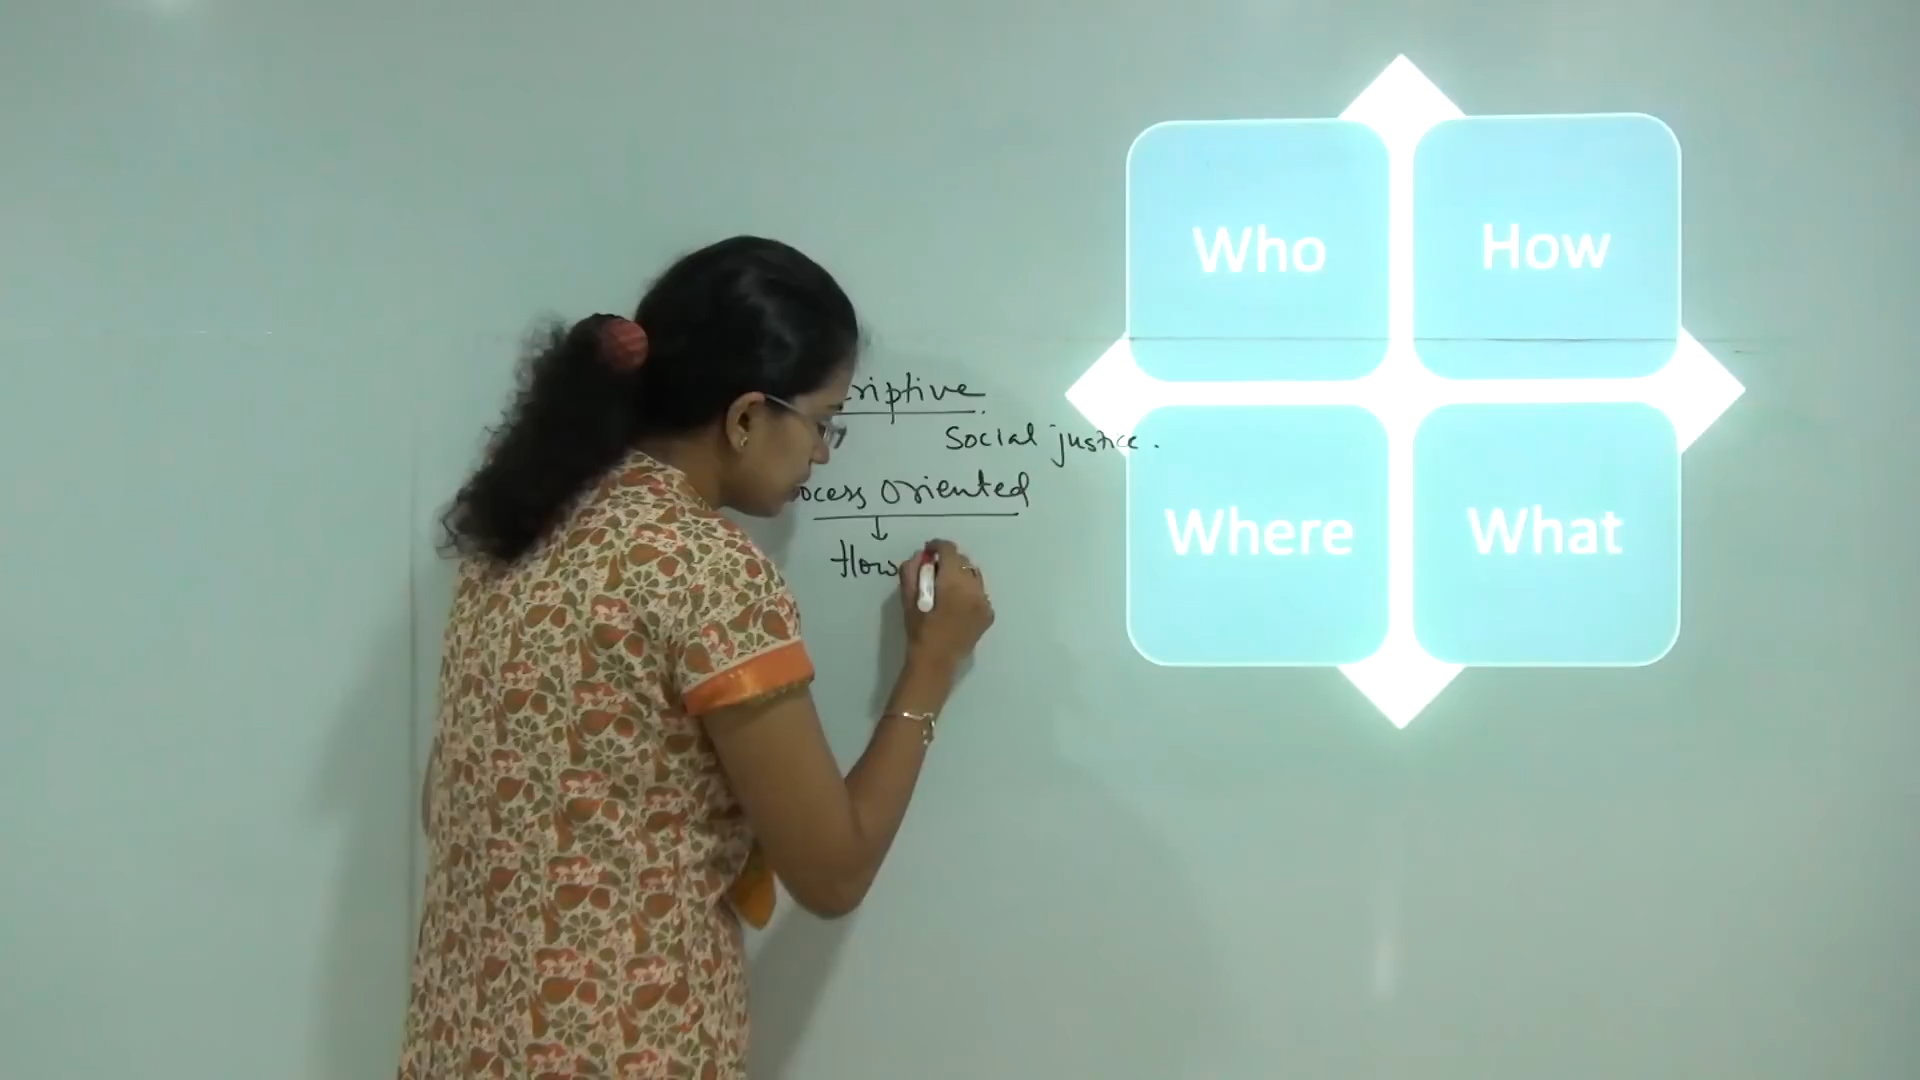 riptive
Social justice.
ocess oriented
How
Who
How
Where
What